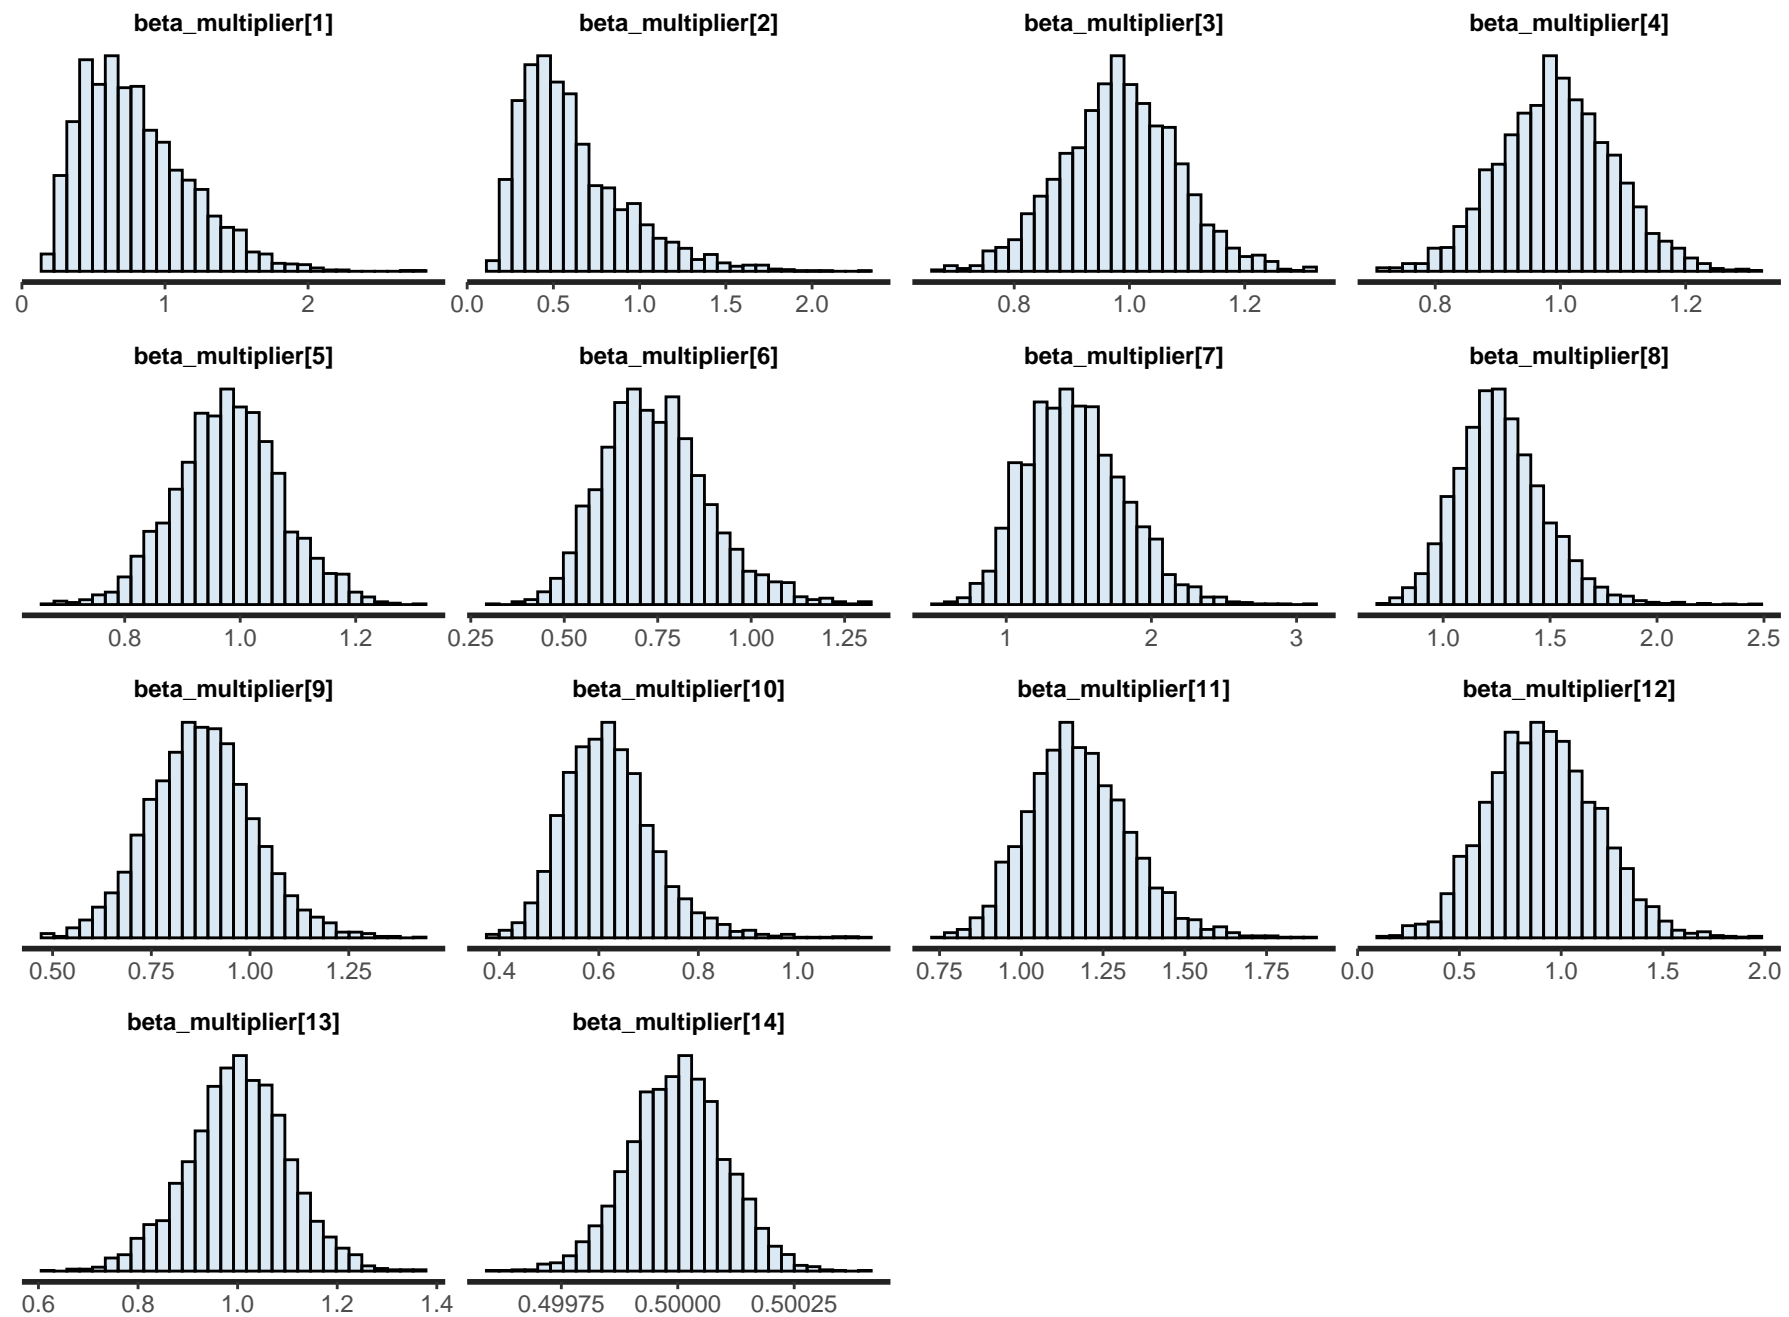 beta_multiplier[1] beta_multiplier[2] beta_multiplier[3] beta_multiplier[4]
0 1 2 0.0 0.5 1.0 1.5 2.0 0.8 1.0 1.2 0.8 1.0 1.2
beta_multiplier[5] beta_multiplier[6] beta_multiplier[7] beta_multiplier[8]
0.8 1.0 1.2 0.25 0.50 0.75 1.00 1.25 1 2 3 1.0 1.5 2.0 2.5
beta_multiplier[9] beta_multiplier[10] beta_multiplier[11] beta_multiplier[12]
0.50 0.75 1.00 1.25 0.4 0.6 0.8 1.0 0.75 1.00 1.25 1.50 1.75 0.0 0.5 1.0 1.5 2.0
beta_multiplier[13] beta_multiplier[14]
0.6 0.8 1.0 1.2 1.4 0.49975 0.50000 0.50025